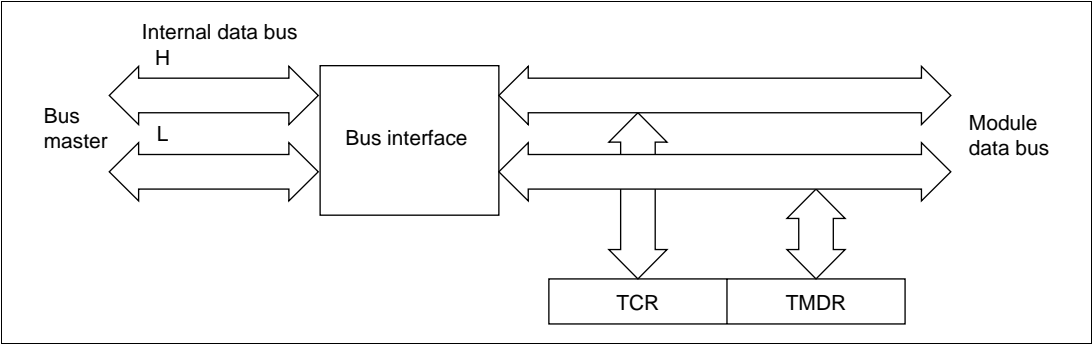 Internal data bus
H
Bus
master
L
Bus interface
Module
data bus
TCR
TMDR